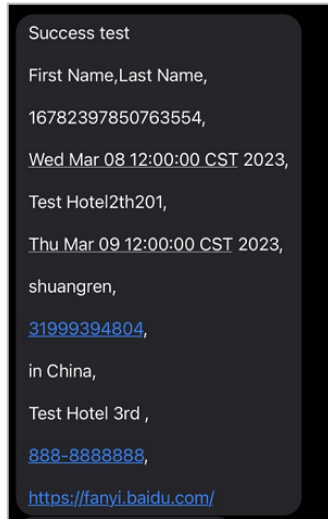 Success test
First Name,Last Name,
16782397850763554,
Wed Mar 08 12:00:00 CST 2023,
Test Hotel2th201,
Thu Mar 09 12:00:00 CST 2023,
shuangren,
31999394804,
in China,
Test Hotel 3rd ,
888-8888888,
https://fanyi.baidu.com/